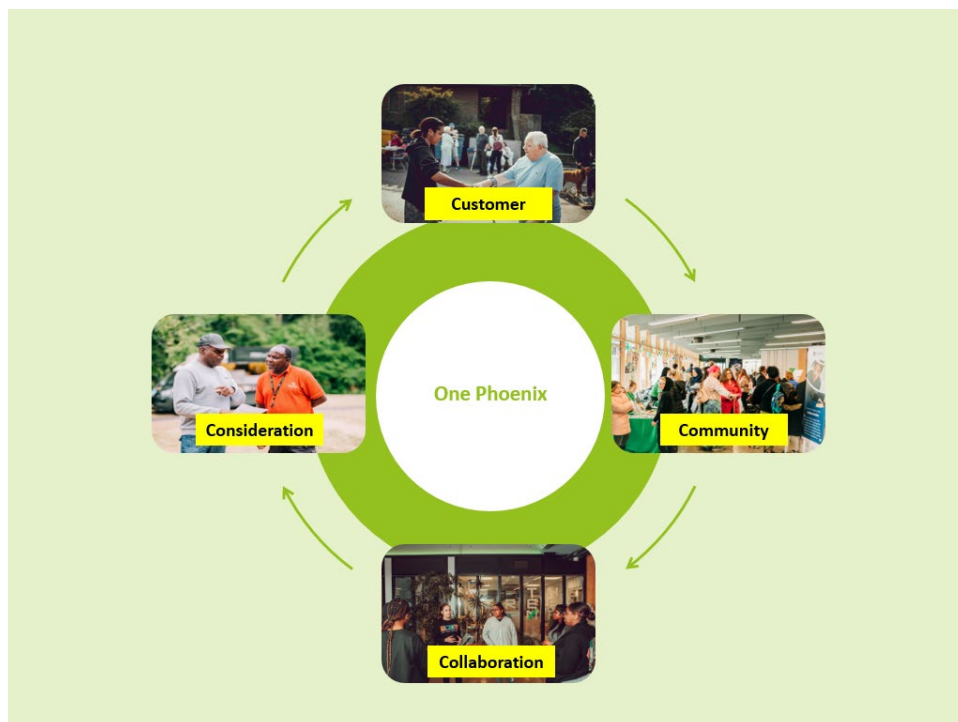 Customer
One Phoenix
Consideration
Community
Collaboration